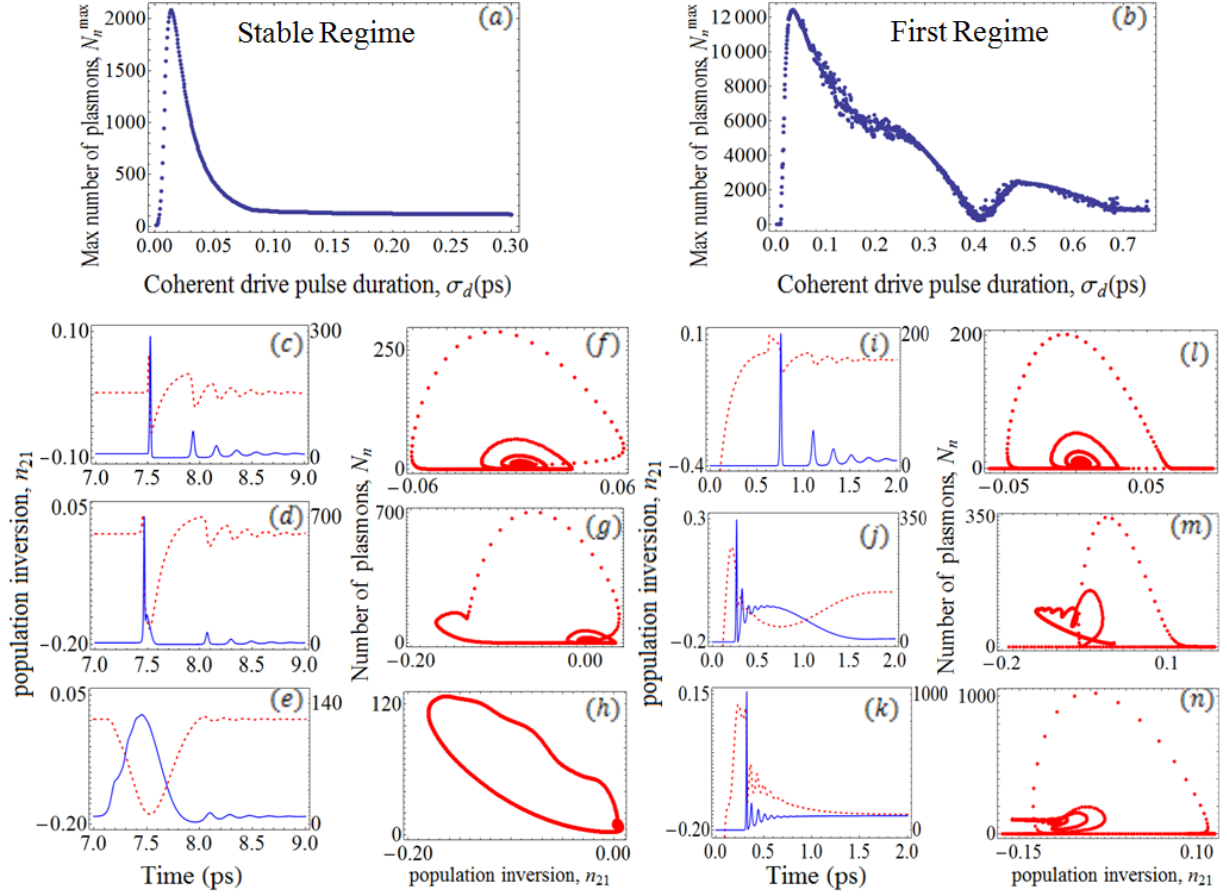 (a)
Stable Regime
Max number of plasmons, N_n^max
2000
1500
1000
500
0
0.00 0.05 0.10 0.15 0.20 0.25 0.30
Coherent drive pulse duration, σ_d(ps)
(b)
First Regime
Max number of plasmons, N_n^max
12000
10000
8000
6000
4000
2000
0
0.0 0.1 0.2 0.3 0.4 0.5 0.6 0.7
Coherent drive pulse duration, σ_d(ps)
population inversion, n_21
(c)
0.10
-0.10
300
0
7.0 7.5 8.0 8.5 9.0
(d)
0.05
-0.20
700
0
7.0 7.5 8.0 8.5 9.0
(e)
0.05
-0.20
140
0
7.0 7.5 8.0 8.5 9.0
Time (ps)
Number of plasmons, N_n
(f)
250
200
150
100
50
0
-0.06 0.06
(g)
700
0
-0.20 0.00
(h)
120
0
-0.20 0.00
population inversion, n_21
population inversion, n_21
(i)
0.1
-0.4
200
0
0.0 0.5 1.0 1.5 2.0
(j)
0.3
-0.2
350
0
0.0 0.5 1.0 1.5 2.0
(k)
0.15
-0.20
1000
0
0.0 0.5 1.0 1.5 2.0
Time (ps)
Number of plasmons, N_n
(l)
200
0
-0.05 0.05
(m)
350
0
-0.2 0.1
(n)
1000
0
-0.15 0.10
population inversion, n_21